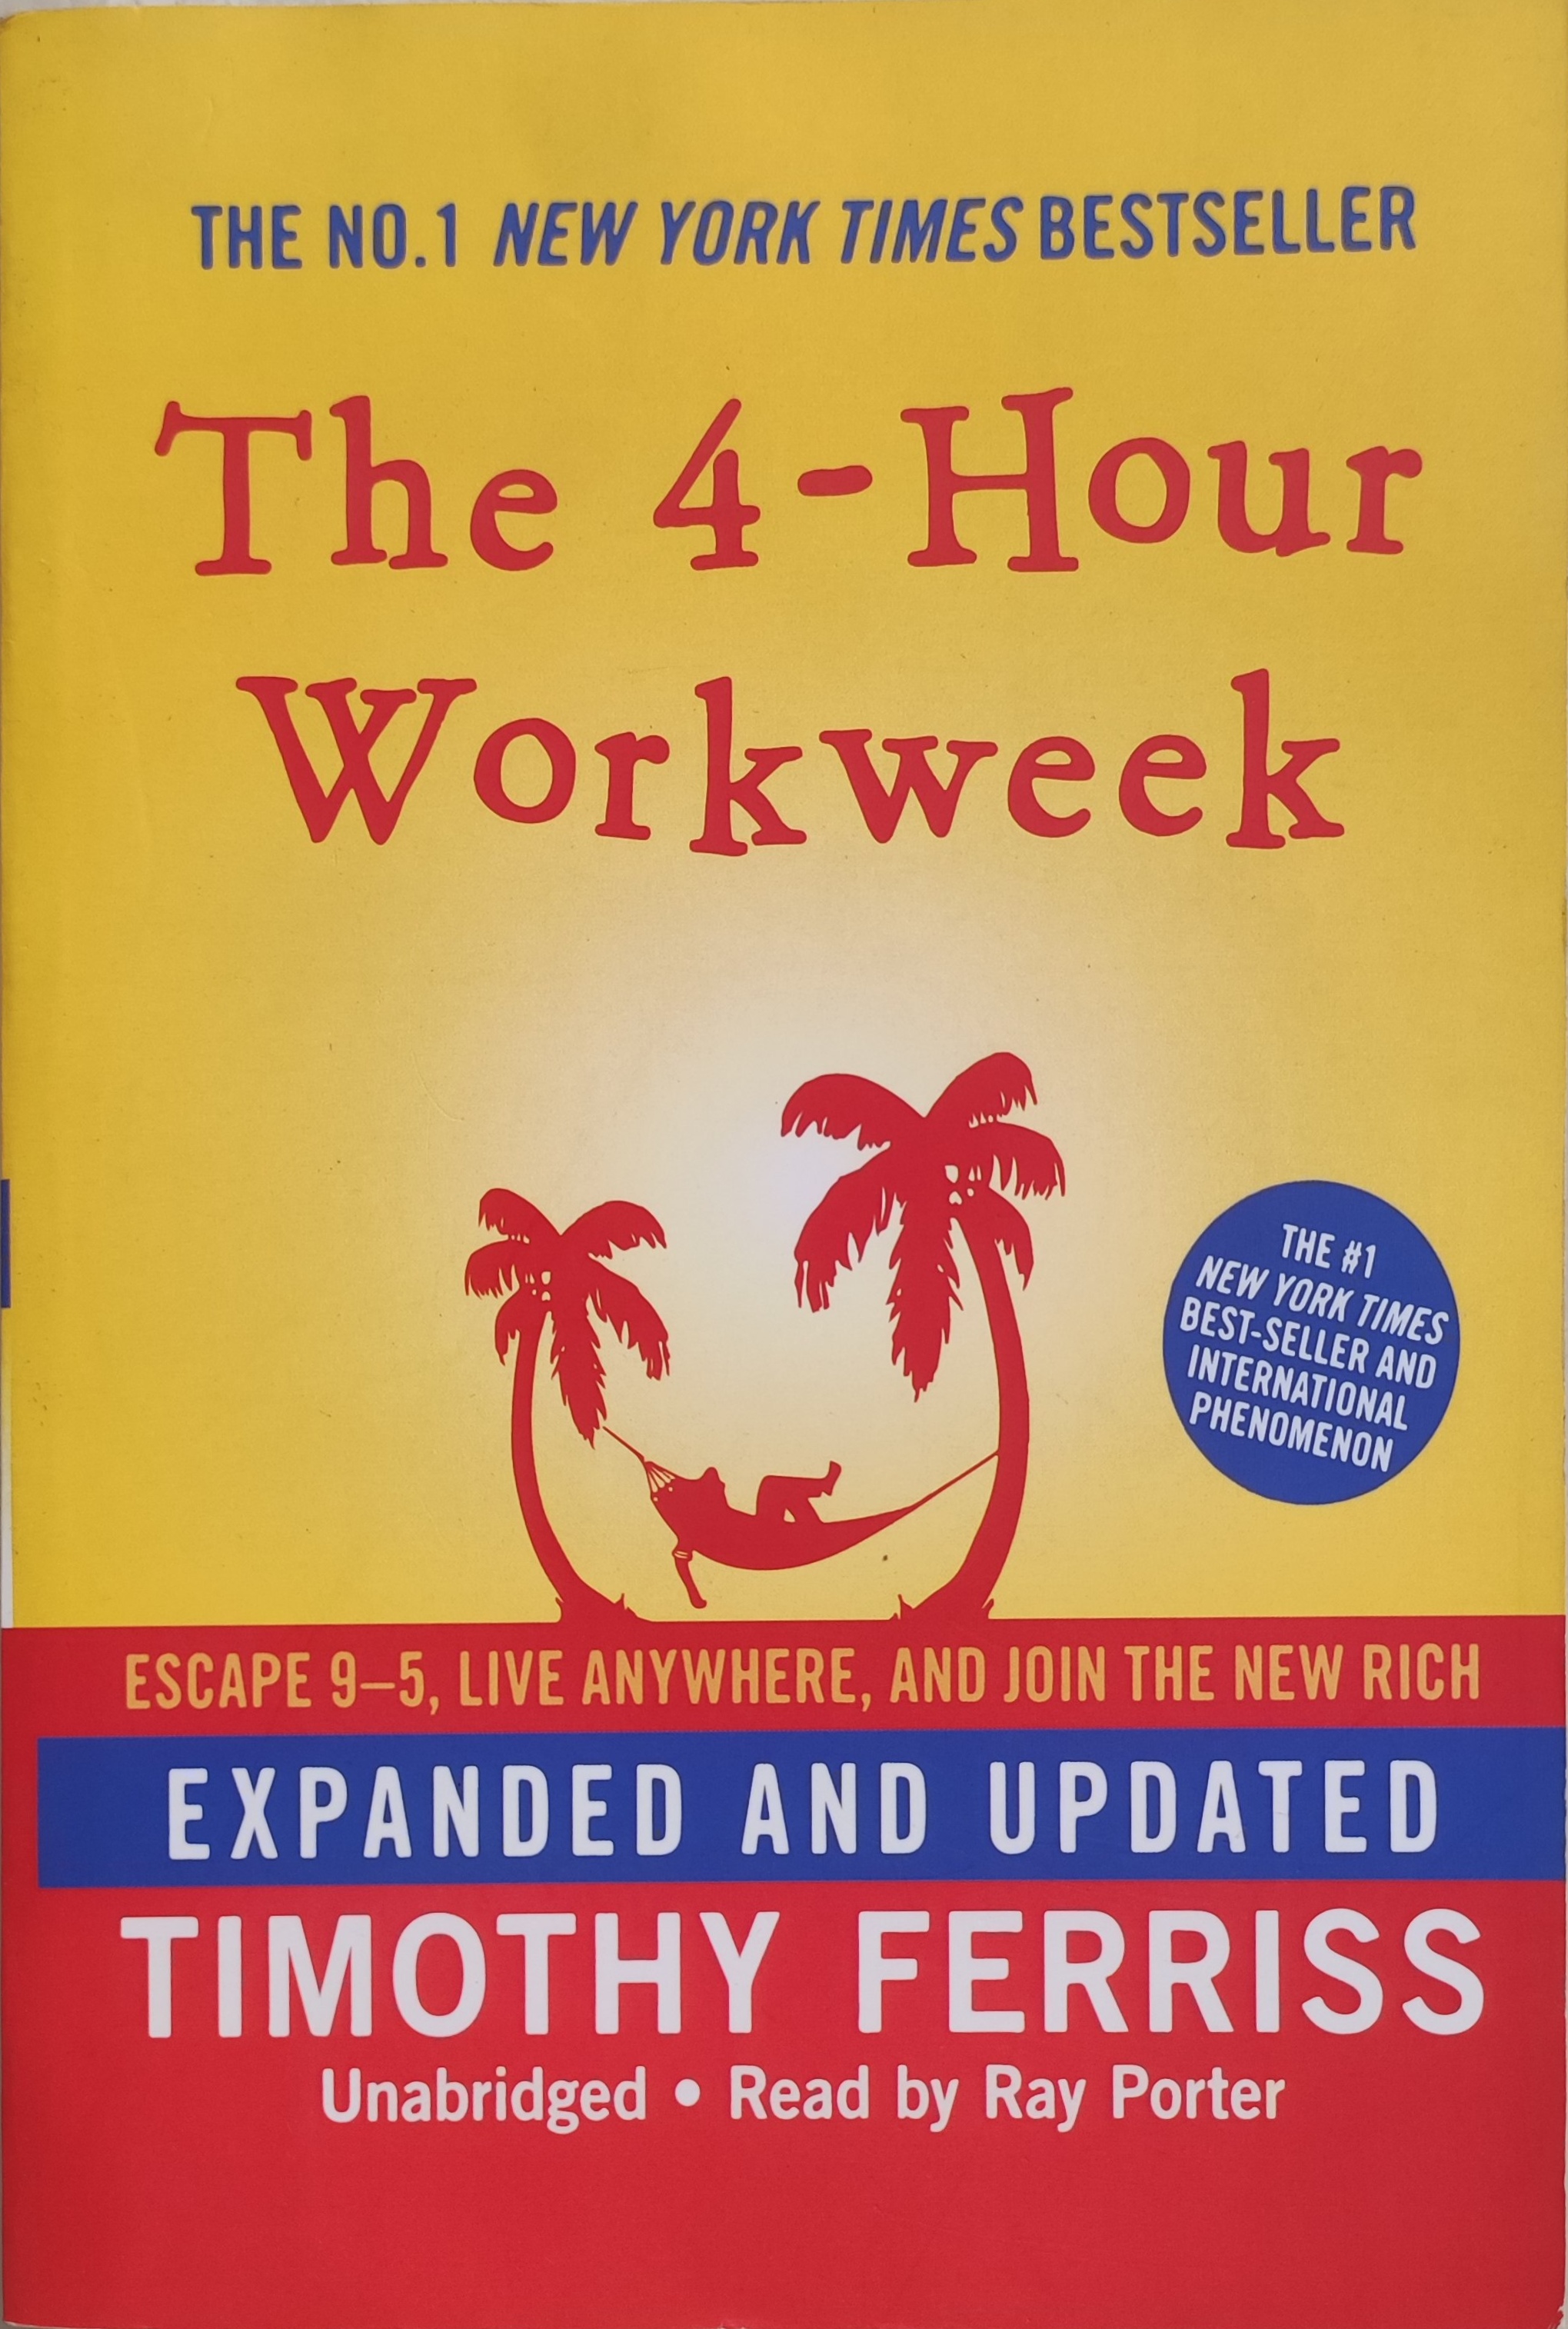 THE NO.1 NEW YORK TIMES BESTSELLER
The 4-Hour
Workweek
THE #1
NEW YORK TIMES
BEST-SELLER AND
INTERNATIONAL
PHENOMENON
ESCAPE 9–5, LIVE ANYWHERE, AND JOIN THE NEW RICH
EXPANDED AND UPDATED
TIMOTHY FERRISS
Unabridged • Read by Ray Porter